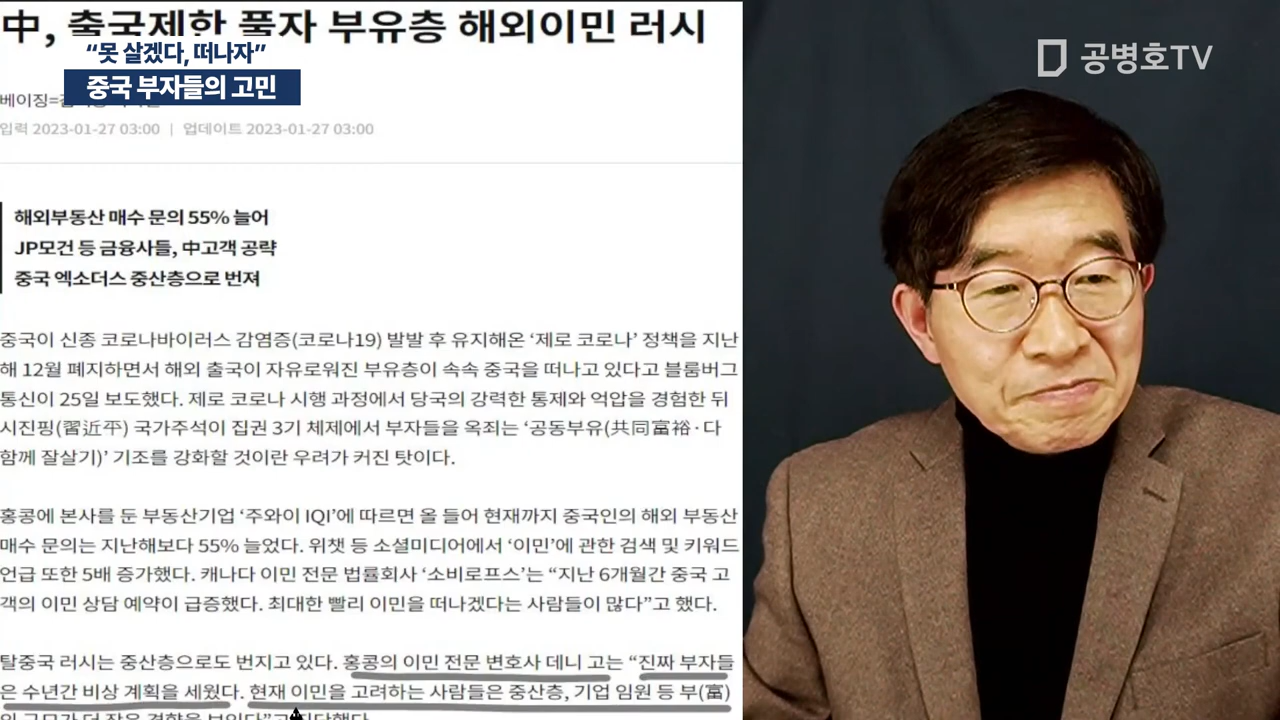 中, 출국제한 풀자 부유층 해외이민 러시
“못 살겠다, 떠나자”
중국 부자들의 고민
공병호TV
베이징=
입력 2023-01-27 03:00 | 업데이트 2023-01-27 03:00
해외부동산 매수 문의 55% 늘어
JP모건 등 금융사들, 中고객 공략
중국 엑소더스 중산층으로 번져
중국이 신종 코로나바이러스 감염증(코로나19) 발발 후 유지해온 ‘제로 코로나’ 정책을 지난
해 12월 폐지하면서 해외 출국이 자유로워진 부유층이 속속 중국을 떠나고 있다고 블룸버그
통신이 25일 보도했다. 제로 코로나 시행 과정에서 당국의 강력한 통제와 억압을 경험한 뒤
시진핑(習近平) 국가주석이 집권 3기 체제에서 부자들을 옥죄는 ‘공동부유(共同富裕·다
함께 잘살기)’ 기조를 강화할 것이란 우려가 커진 탓이다.
홍콩에 본사를 둔 부동산기업 ‘주와이 IQI’에 따르면 올 들어 현재까지 중국인의 해외 부동산
매수 문의는 지난해보다 55% 늘었다. 위챗 등 소셜미디어에서 ‘이민’에 관한 검색 및 키워드
언급 또한 5배 증가했다. 캐나다 이민 전문 법률회사 ‘소비로프스’는 “지난 6개월간 중국 고
객의 이민 상담 예약이 급증했다. 최대한 빨리 이민을 떠나겠다는 사람들이 많다”고 했다.
탈중국 러시는 중산층으로도 번지고 있다. 홍콩의 이민 전문 변호사 데니 고는 “진짜 부자들
은 수년간 비상 계획을 세웠다. 현재 이민을 고려하는 사람들은 중산층, 기업 임원 등 부(富)
의 규모가 더 작은 경향을 보인다”고 진단했다.